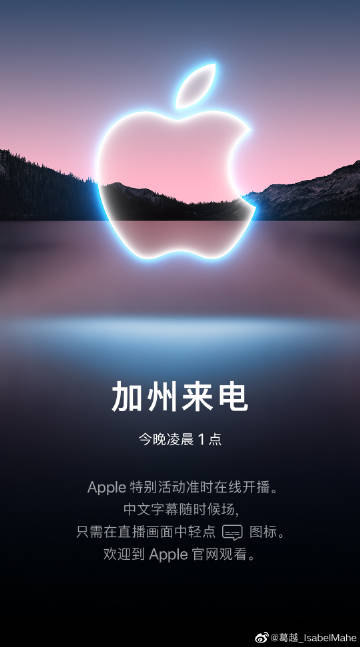 加州来电
今晚凌晨 1 点
Apple 特别活动准时在线开播。
中文字幕随时候场，
只需在直播画面中轻点 图标。
欢迎到 Apple 官网观看。
@葛越_IsabelMahe